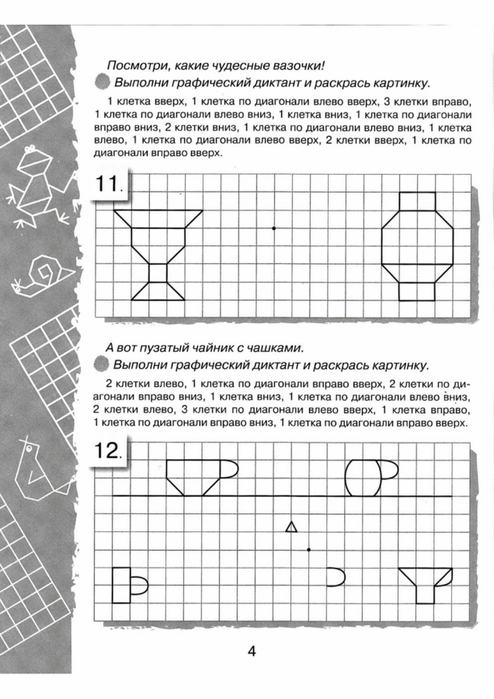 Посмотри, какие чудесные вазочки!
Выполни графический диктант и раскрась картинку.
1 клетка вверх, 1 клетка по диагонали влево вверх, 3 клетки вправо,
1 клетка по диагонали влево вниз, 1 клетка вниз, 1 клетка по диагонали
вправо вниз, 2 клетки вниз, 1 клетка по диагонали влево вниз, 1 клетка
влево, 1 клетка по диагонали влево вверх, 2 клетки вверх, 1 клетка по
диагонали вправо вверх.
11.
А вот пузатый чайник с чашками.
Выполни графический диктант и раскрась картинку.
2 клетки влево, 1 клетка по диагонали вправо вверх, 2 клетки по ди-
агонали вправо вниз, 1 клетка вниз, 1 клетка по диагонали влево вниз,
2 клетки влево, 3 клетки по диагонали влево вверх, 1 клетка вправо,
1 клетка по диагонали вправо вниз, 1 клетка по диагонали вправо вверх.
12.
4